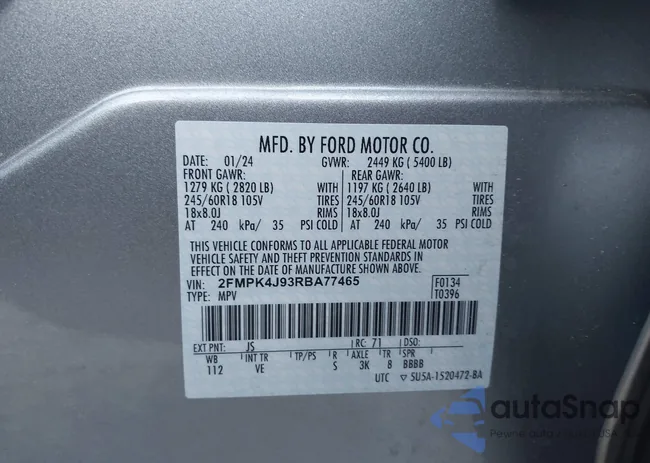 MFD. BY FORD MOTOR CO.
DATE: 01/24 GVWR: 2449 KG ( 5400 LB)
FRONT GAWR: REAR GAWR:
1279 KG ( 2820 LB) WITH 1197 KG ( 2640 LB) WITH
245/60R18 105V TIRES 245/60R18 105V TIRES
18x8.0J RIMS 18x8.0J RIMS
AT 240 kPa/ 35 PSI COLD AT 240 kPa/ 35 PSI COLD
THIS VEHICLE CONFORMS TO ALL APPLICABLE FEDERAL MOTOR
VEHICLE SAFETY AND THEFT PREVENTION STANDARDS IN
EFFECT ON THE DATE OF MANUFACTURE SHOWN ABOVE.
VIN: 2FMPK4J93RBA77465 F0134
TYPE: MPV T0396
EXT PNT: JS RC: 71 DSO:
WB INT TR TP/PS R AXLE TR SPR
112 VE S 3K 8 BBBB
UTC ▽ 5U5A-1520472-BA
autoSnap